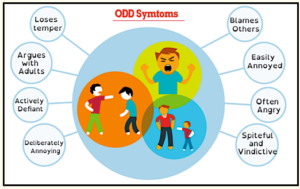 ODD Symtoms
Loses
temper
Argues
with
Adults
Actively
Defiant
Deliberately
Annoying
Blames
Others
Easily
Annoyed
Often
Angry
Spiteful
and
Vindictive